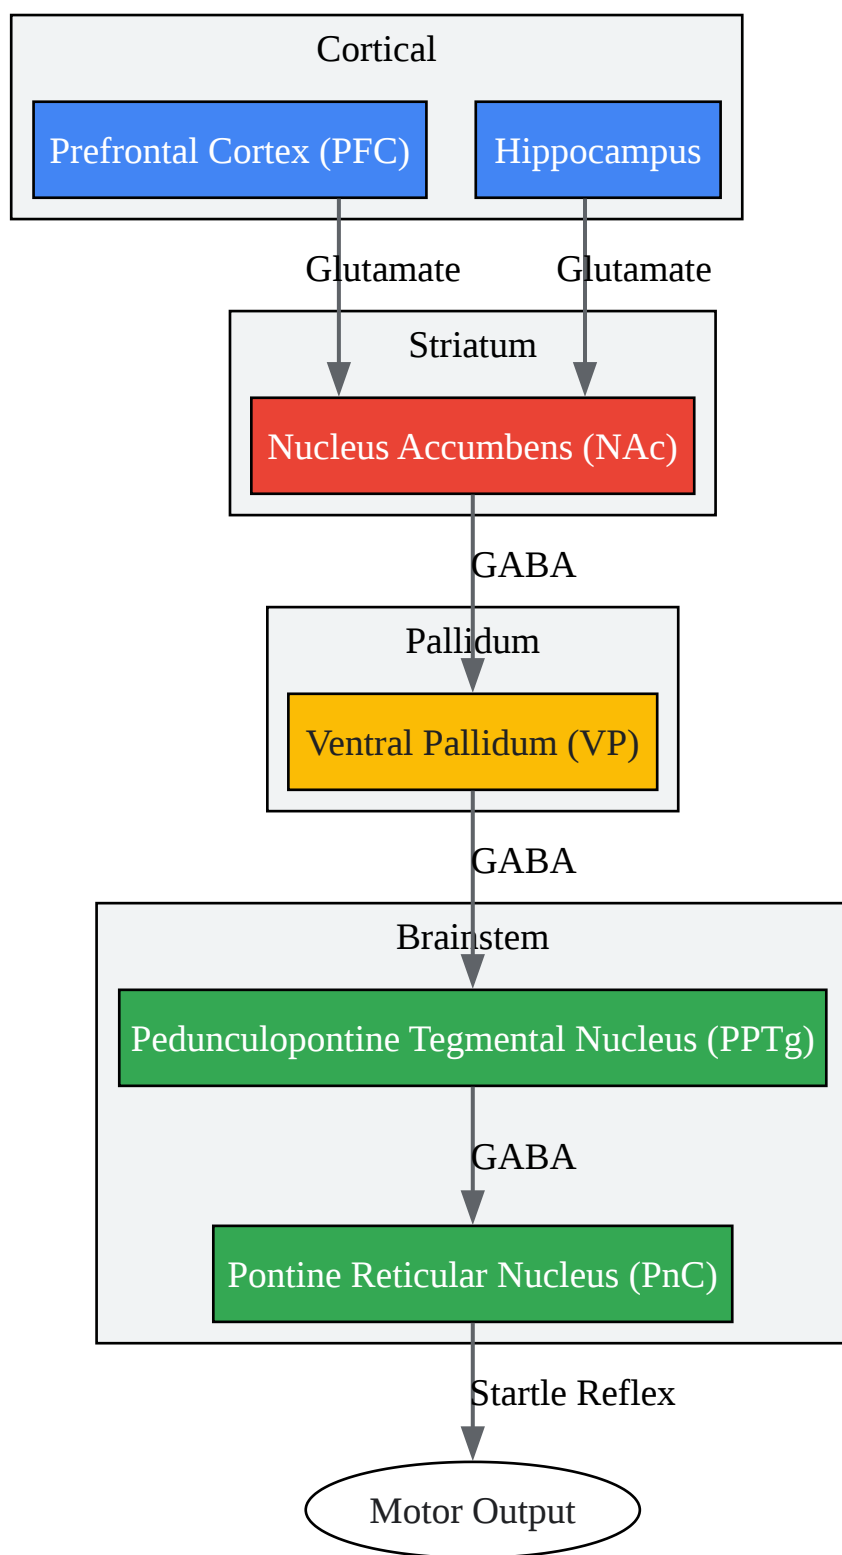 Cortical
Prefrontal Cortex (PFC)
Hippocampus
Glutamate
Glutamate
Striatum
Nucleus Accumbens (NAc)
GABA
Pallidum
Ventral Pallidum (VP)
GABA
Brainstem
Pedunculopontine Tegmental Nucleus (PPTg)
GABA
Pontine Reticular Nucleus (PnC)
Startle Reflex
Motor Output